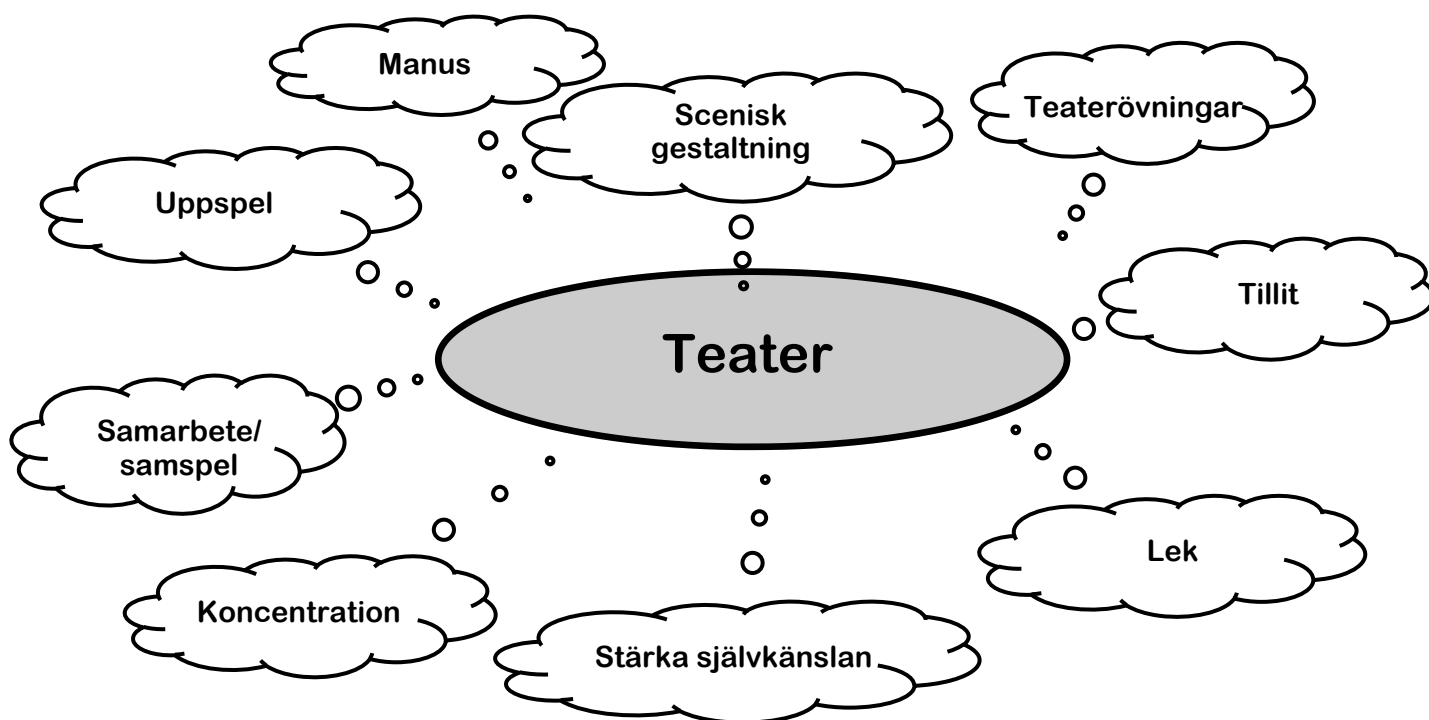 Manus
Scenisk
gestaltning
Teaterövningar
Uppspel
Tillit
Teater
Samarbete/
samspel
Lek
Koncentration
Stärka självkänslan